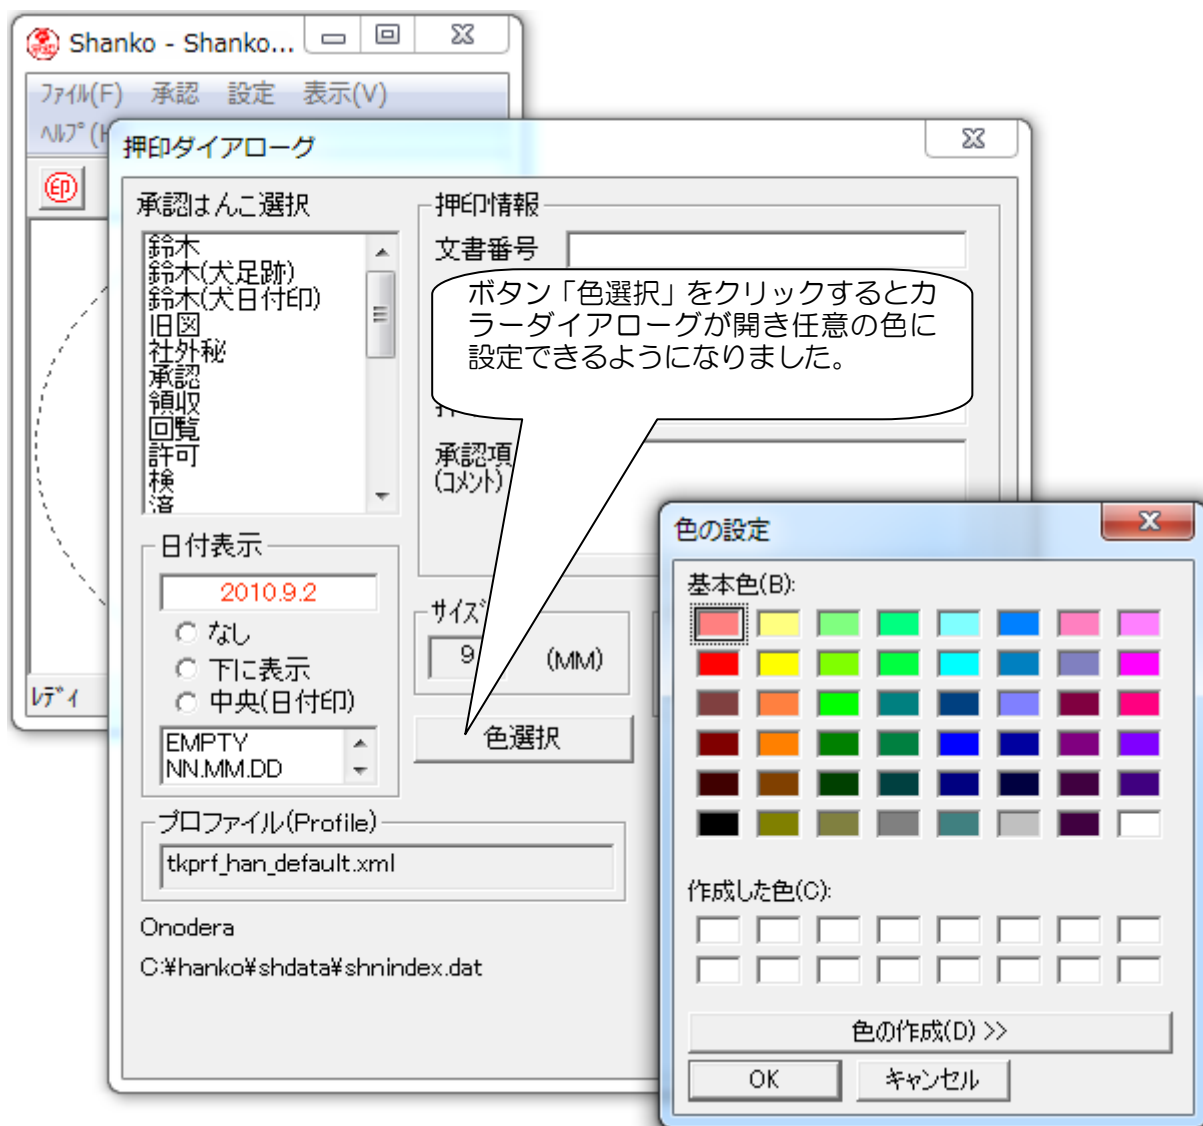 Shanko - Shanko...
ﾌｧｲﾙ(F) 承認 設定 表示(V)
ﾍﾙﾌﾟ(H
印
ﾚﾃﾞｨ
押印ダイアローグ
承認はんこ選択
鈴木
鈴木(犬足跡)
鈴木(犬日付印)
旧図
社外秘
承認
領収
回覧
許可
検
済
押印情報
文書番号
ボタン「色選択」をクリックするとカ
ラーダイアローグが開き任意の色に
設定できるようになりました。
承認項
(ｺﾒﾝﾄ)
日付表示
2010.9.2
なし
下に表示
中央(日付印)
EMPTY
NN.MM.DD
ｻｲｽﾞ
9
(MM)
色選択
プロファイル(Profile)
tkprf_han_default.xml
Onodera
C:¥hanko¥shdata¥shnindex.dat
色の設定
基本色(B):
作成した色(C):
色の作成(D) >>
OK
キャンセル